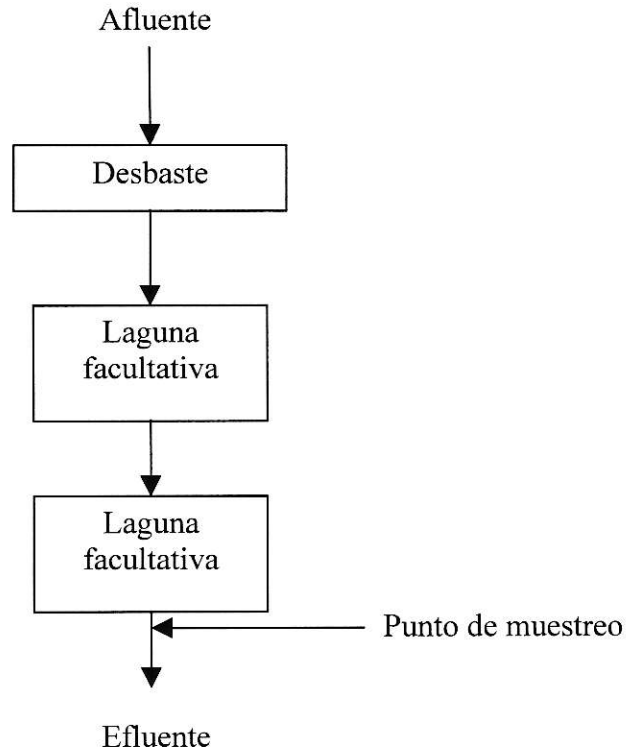 Afluente
Desbaste
Laguna
facultativa
Laguna
facultativa
Punto de muestreo
Efluente